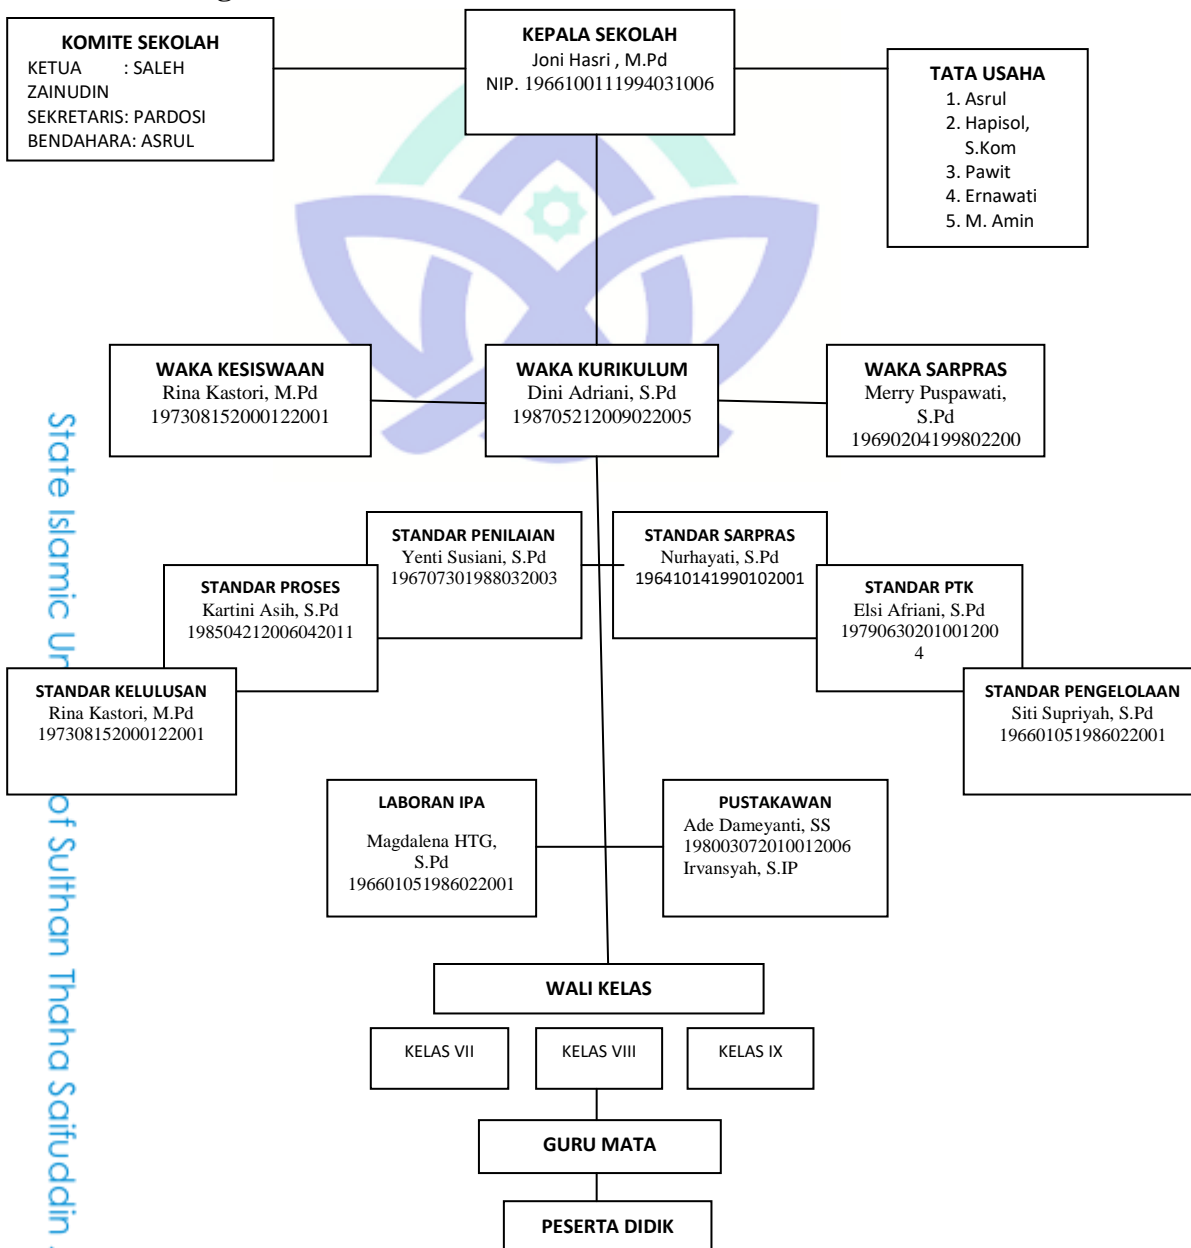 KOMITE SEKOLAH
KETUA : SALEH
ZAINUDIN
SEKRETARIS: PARDOSI
BENDAHARA: ASRUL
KEPALA SEKOLAH
Joni Hasri , M.Pd
NIP. 1966100111994031006
TATA USAHA
1. Asrul
2. Hapisol,
S.Kom
3. Pawit
4. Ernawati
5. M. Amin
WAKA KESISWAAN
Rina Kastori, M.Pd
197308152000122001
WAKA KURIKULUM
Dini Adriani, S.Pd
198705212009022005
WAKA SARPRAS
Merry Puspawati,
S.Pd
19690204199802200
STANDAR PENILAIAN
Yenti Susiani, S.Pd
196707301988032003
STANDAR SARPRAS
Nurhayati, S.Pd
196410141990102001
STANDAR PROSES
Kartini Asih, S.Pd
198504212006042011
STANDAR PTK
Elsi Afriani, S.Pd
19790630201001200
4
STANDAR KELULUSAN
Rina Kastori, M.Pd
197308152000122001
STANDAR PENGELOLAAN
Siti Supriyah, S.Pd
196601051986022001
LABORAN IPA
Magdalena HTG,
S.Pd
196601051986022001
PUSTAKAWAN
Ade Dameyanti, SS
198003072010012006
Irvansyah, S.IP
WALI KELAS
KELAS VII
KELAS VIII
KELAS IX
GURU MATA
PESERTA DIDIK
State Islamic of Sulthan Thaha Saifuddin